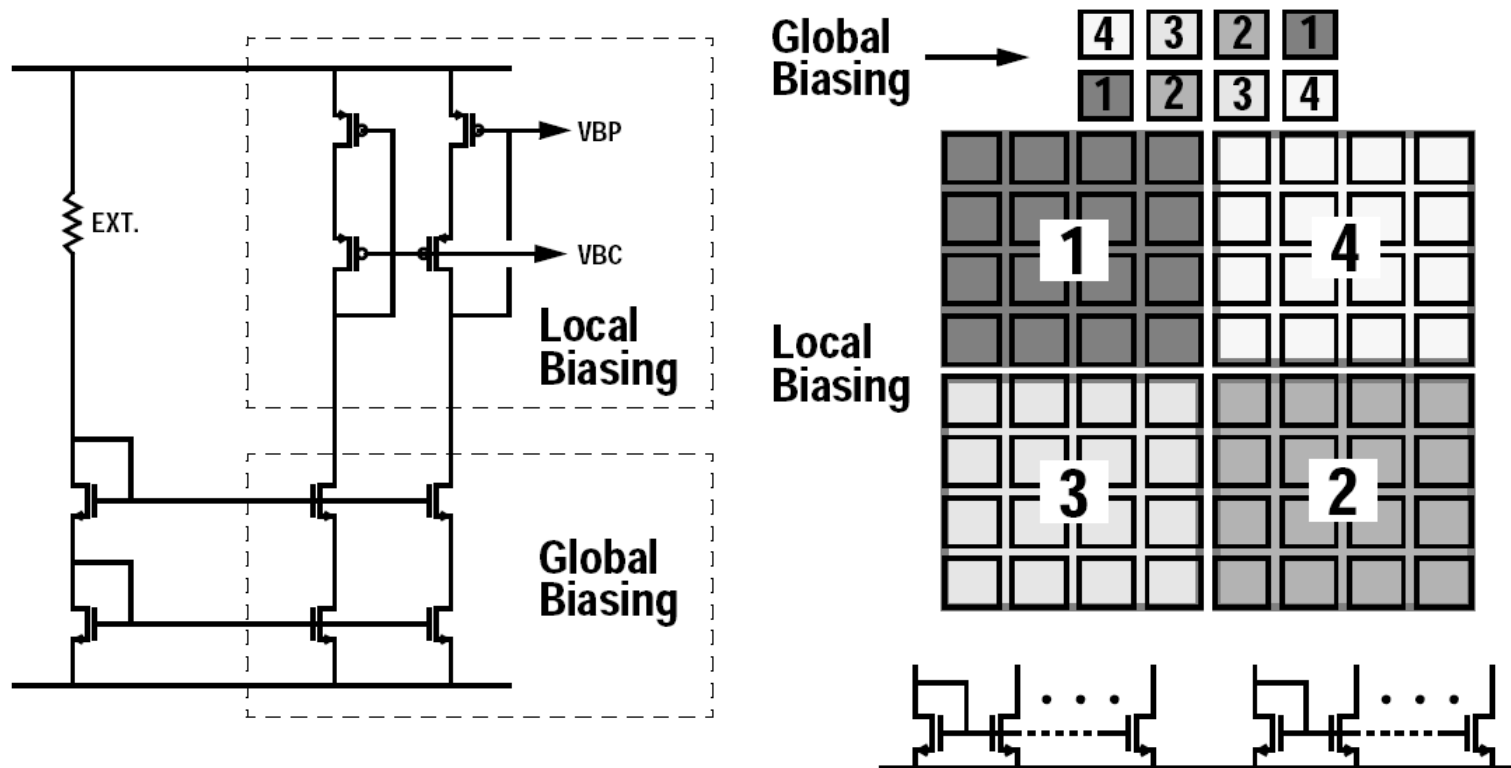 VBP
EXT.
VBC
Local
Biasing
Global
Biasing
Global
Biasing
4 3 2 1
1 2 3 4
Local
Biasing
1
4
3
2